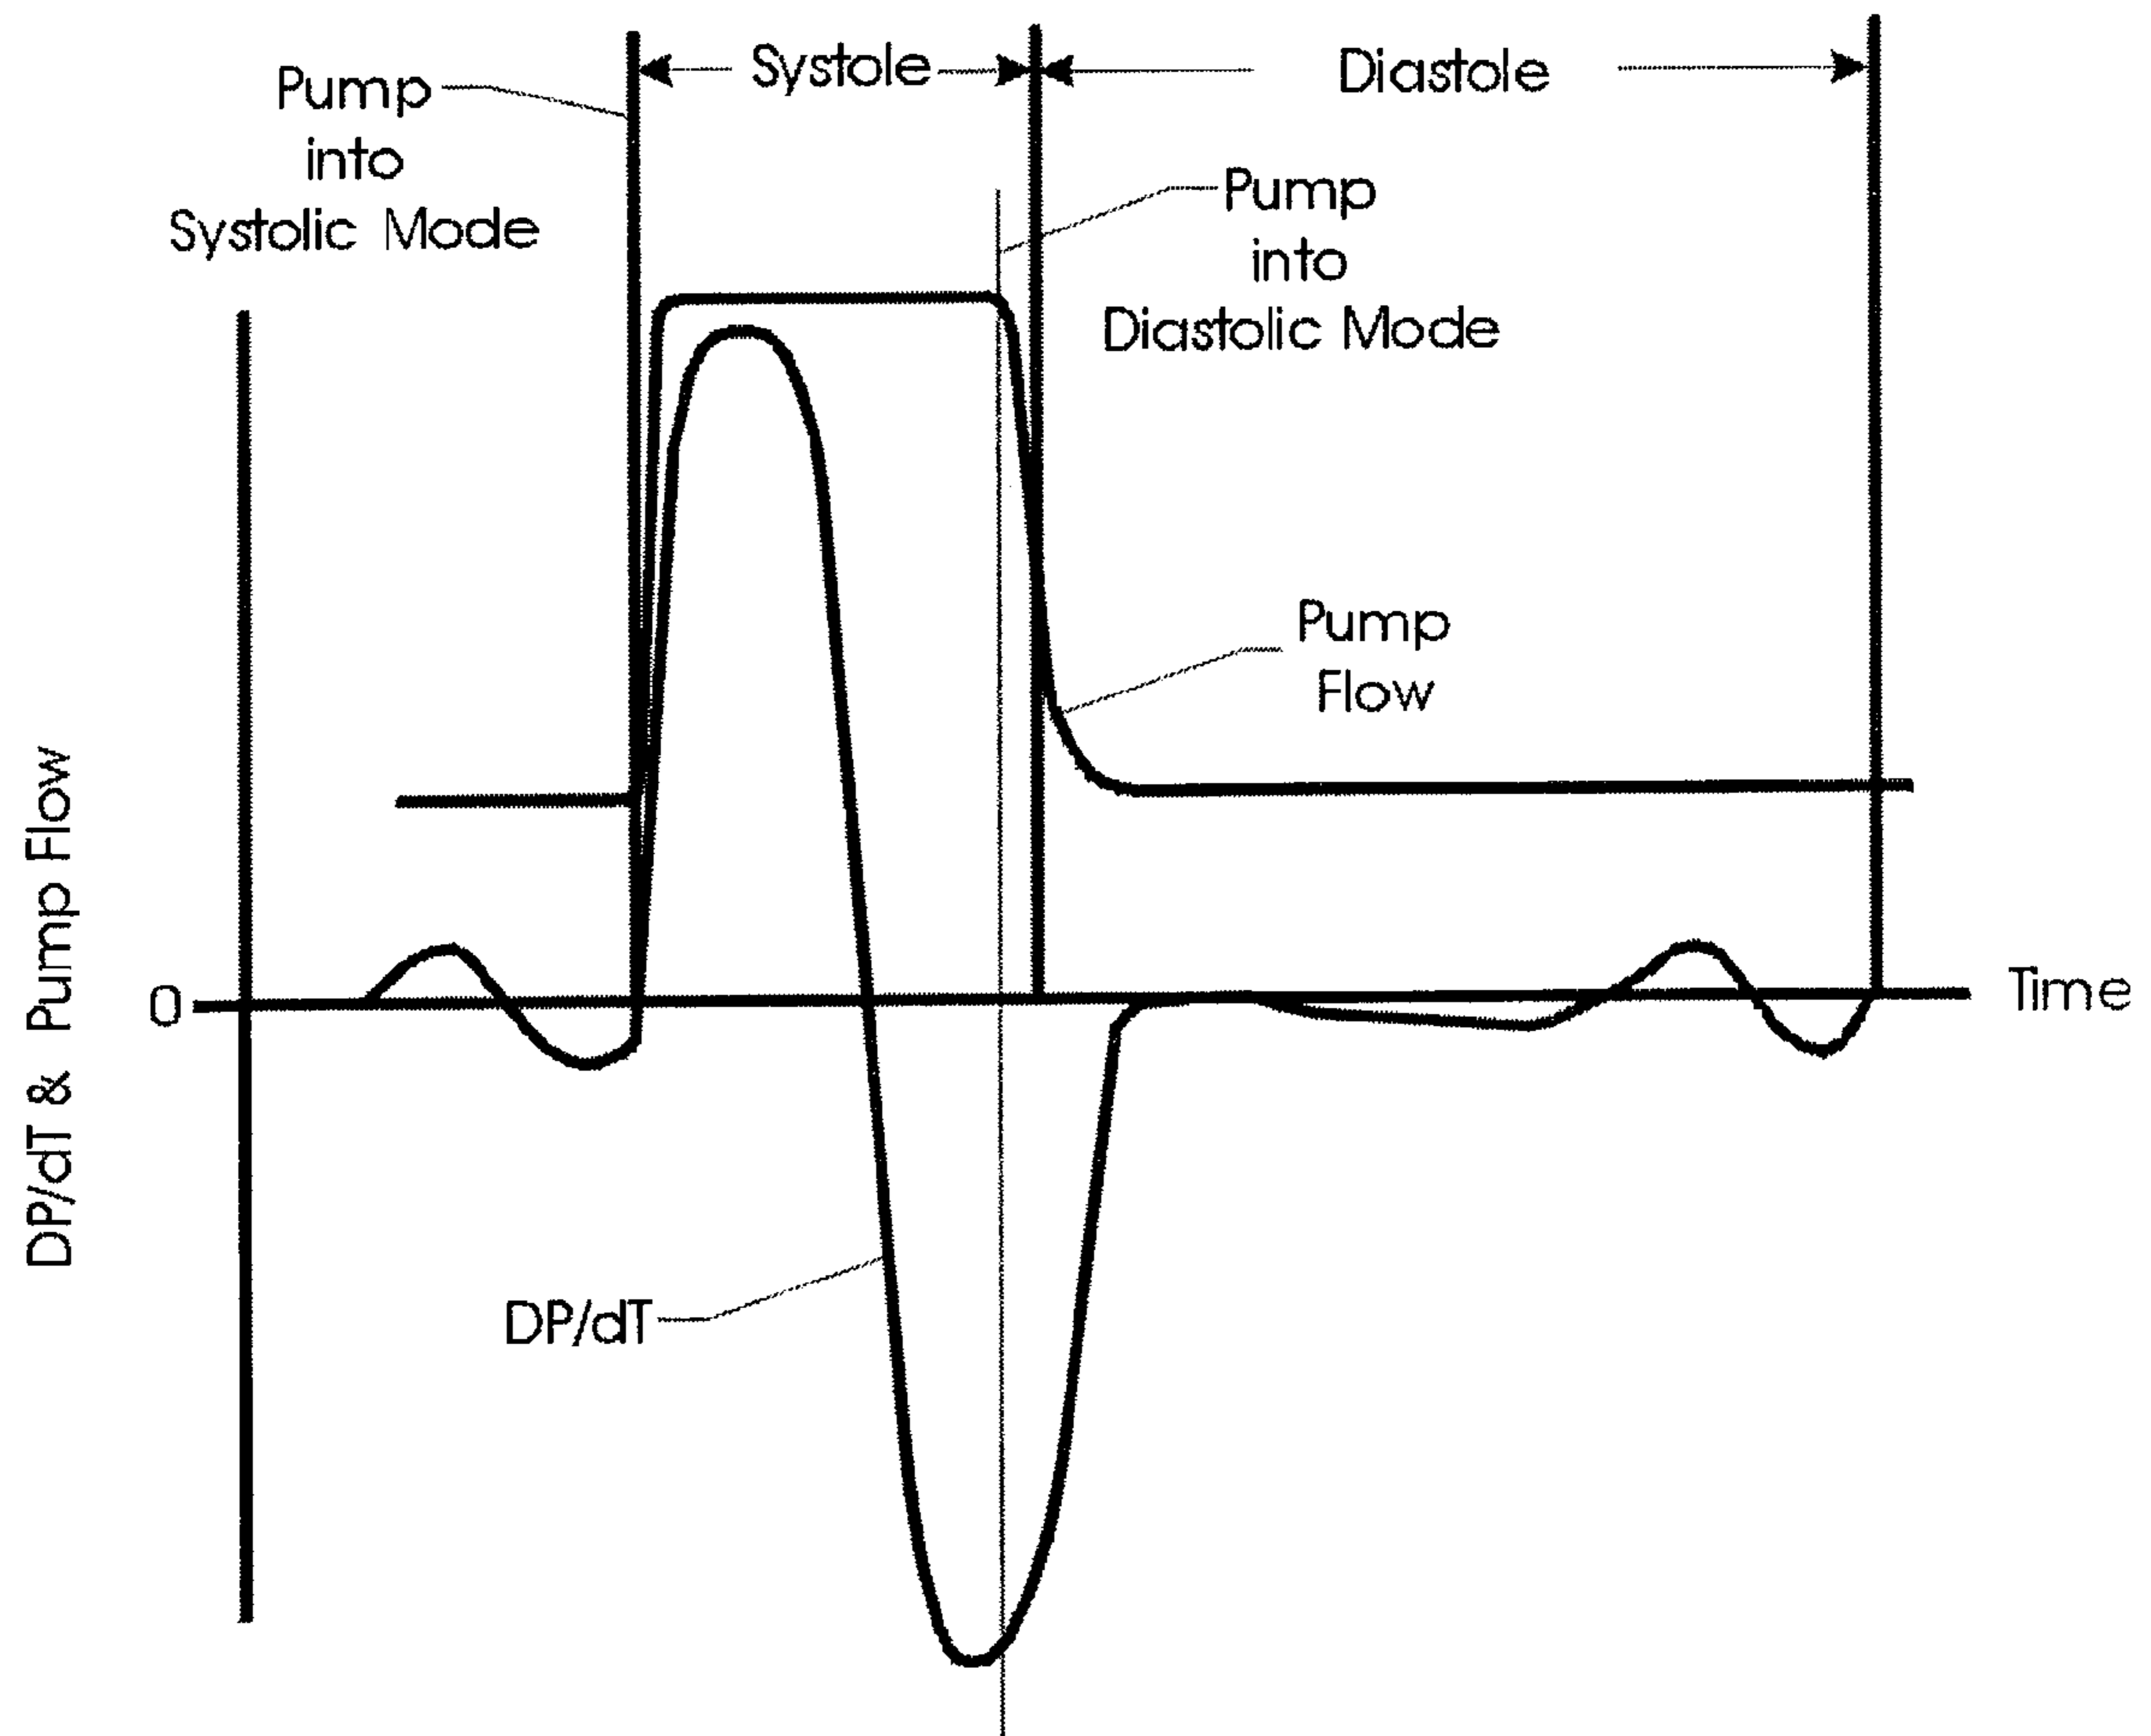 Systole
Diastole
Pump
into
Systolic Mode
Pump
into
Diastolic Mode
Pump
Flow
DP/dT & Pump Flow
0
Time
DP/dT